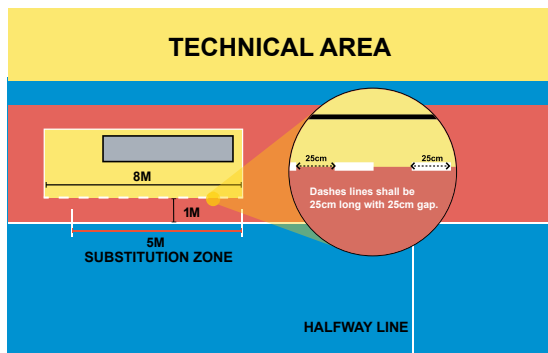 TECHNICAL AREA
25cm
25cm
8M
Dashes lines shall be
25cm long with 25cm gap.
1M
5M
SUBSTITUTION ZONE
HALFWAY LINE